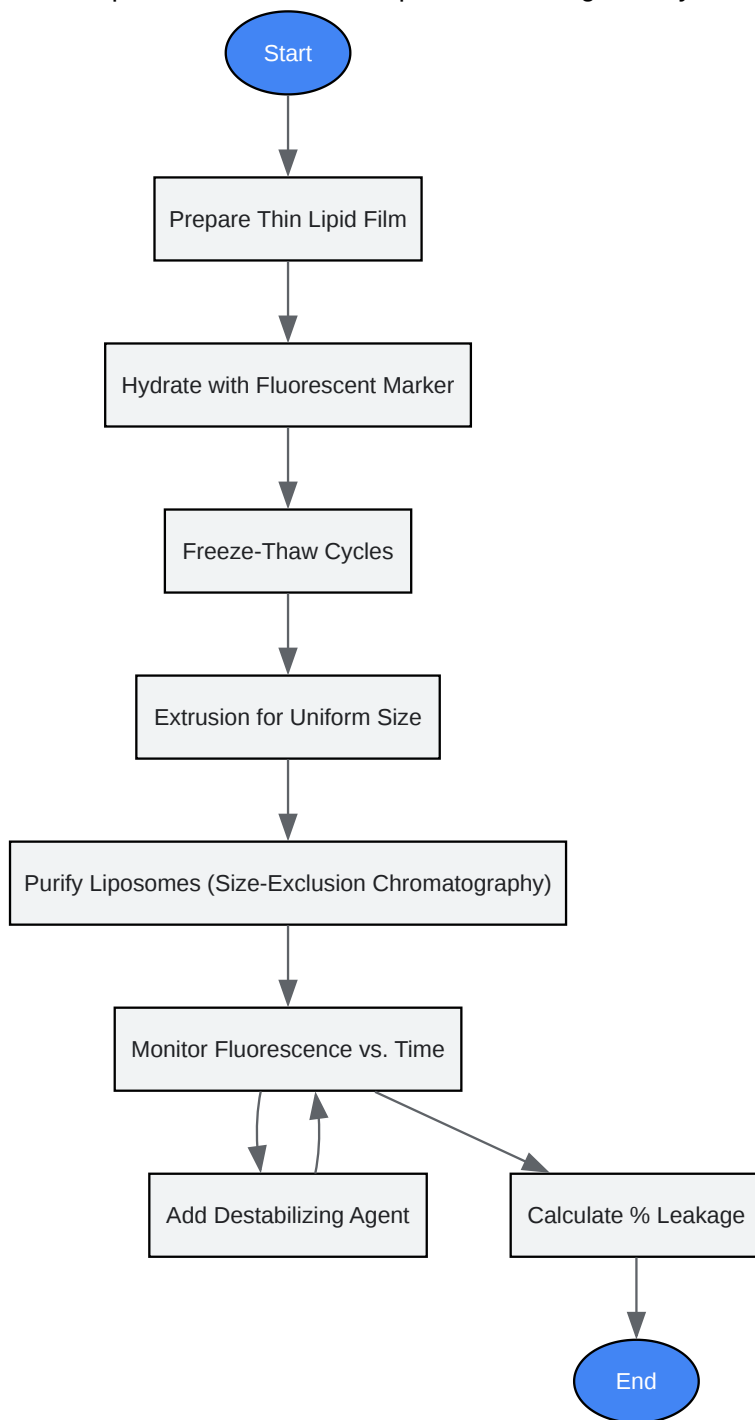 Start
Prepare Thin Lipid Film
Hydrate with Fluorescent Marker
Freeze-Thaw Cycles
Extrusion for Uniform Size
Purify Liposomes (Size-Exclusion Chromatography)
Monitor Fluorescence vs. Time
Add Destabilizing Agent
Calculate % Leakage
End